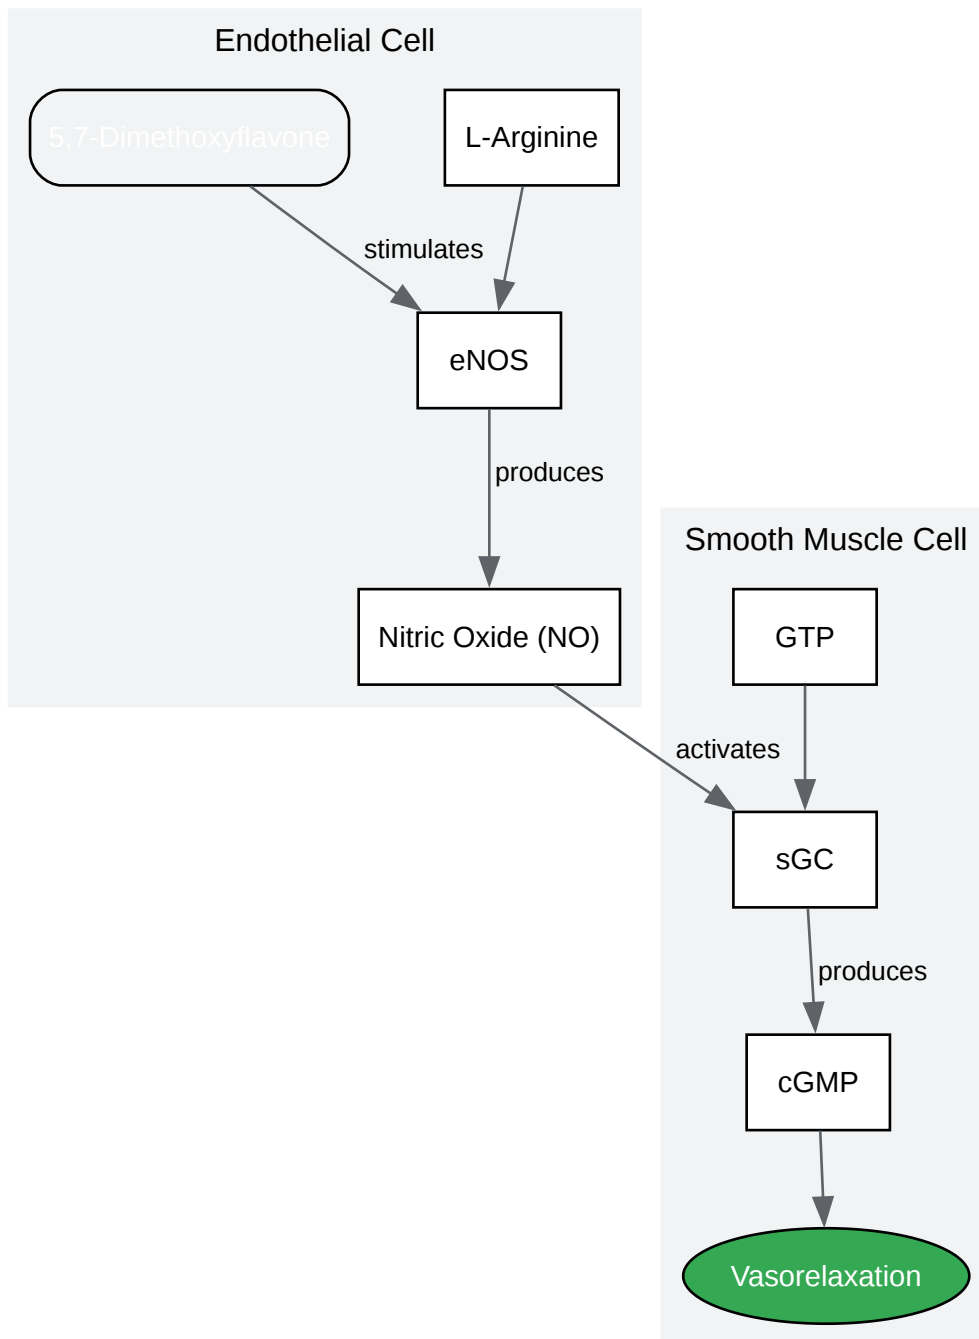 Endothelial Cell
5,7-Dimethoxyflavone
L-Arginine
stimulates
eNOS
produces
Nitric Oxide (NO)
Smooth Muscle Cell
GTP
activates
sGC
produces
cGMP
Vasorelaxation